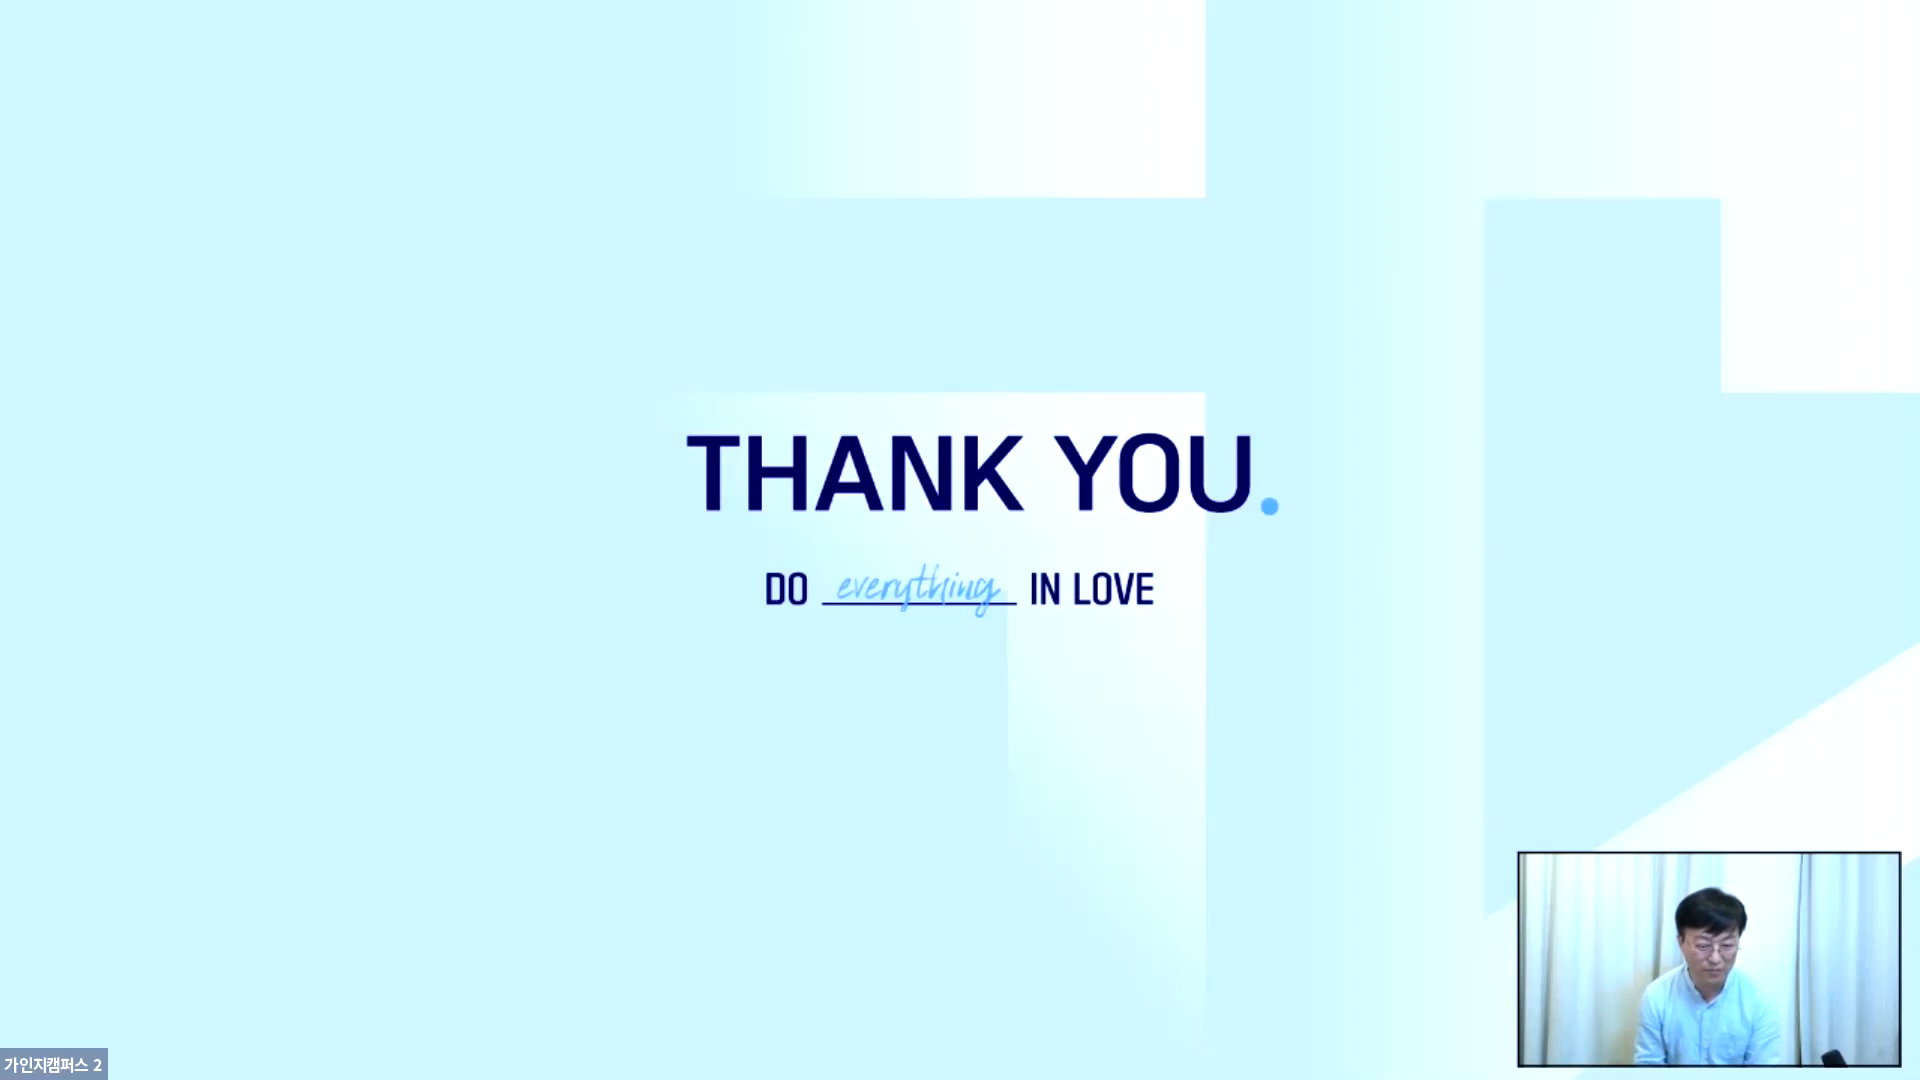 THANK YOU.
DO everything IN LOVE
가인지캠퍼스 2